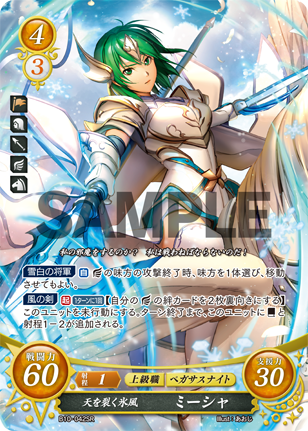 4
3
SAMPLE
私の邪魔をするのか? 私は戦わねばならないのだ!
雪白の将軍 の味方の攻撃終了時、味方を1体選び、移動
させてもよい。
風の剣 起 1ターンに1回【自分の の絆カードを2枚裏向きにする】
このユニットを未行動にする。ターン終了まで、このユニットに と
射程1-2が追加される。
戦闘力
60
射程 1 上級職 ペガサスナイト
支援力
30
天を裂く氷風 ミーシャ
B10-042SR
illust:あおじ